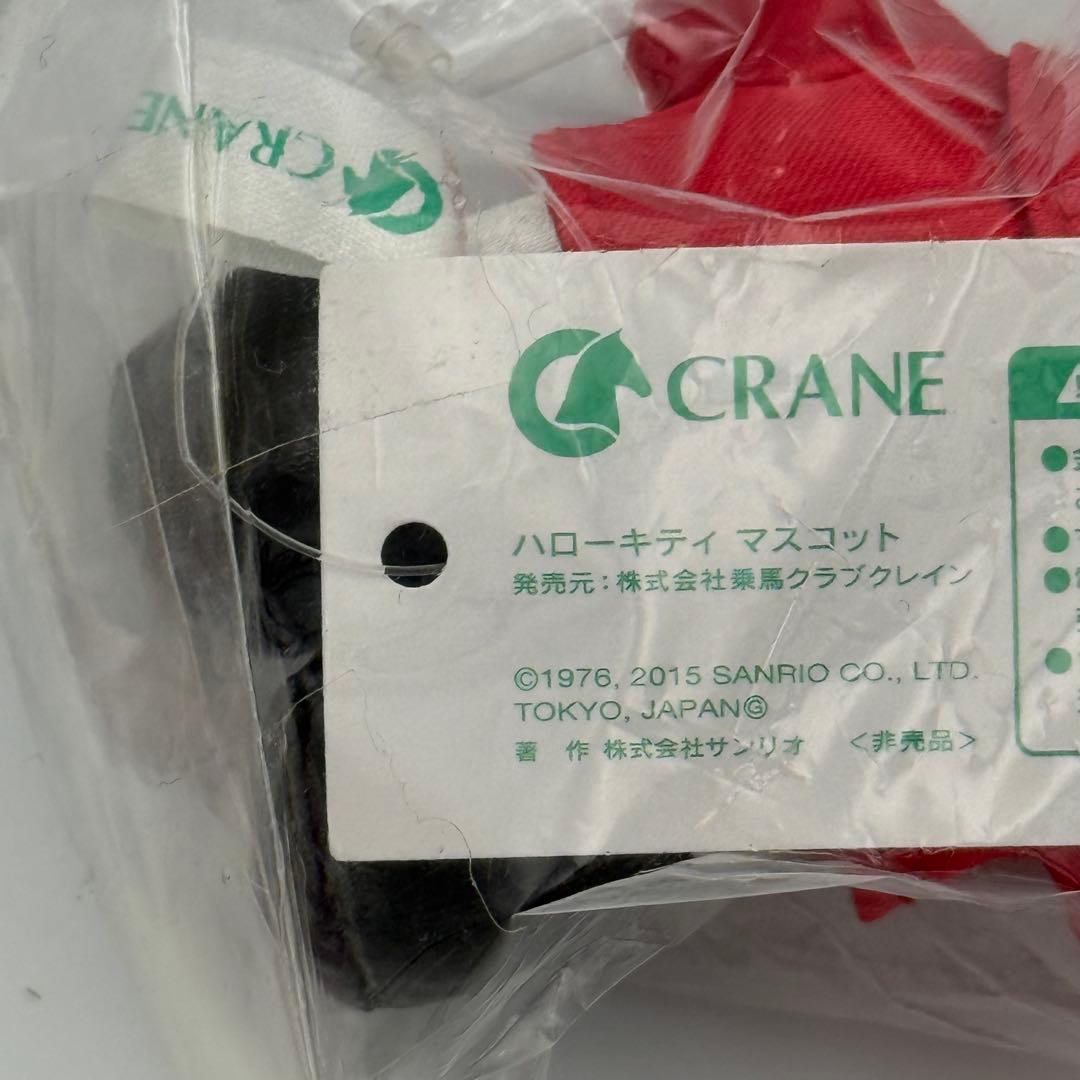 CRANE
CRANE
ハローキティ マスコット
発売元：株式会社乗馬クラブクレイン
©1976, 2015 SANRIO CO., LTD.
TOKYO, JAPANⒼ
著 作 株式会社サンリオ <非売品>